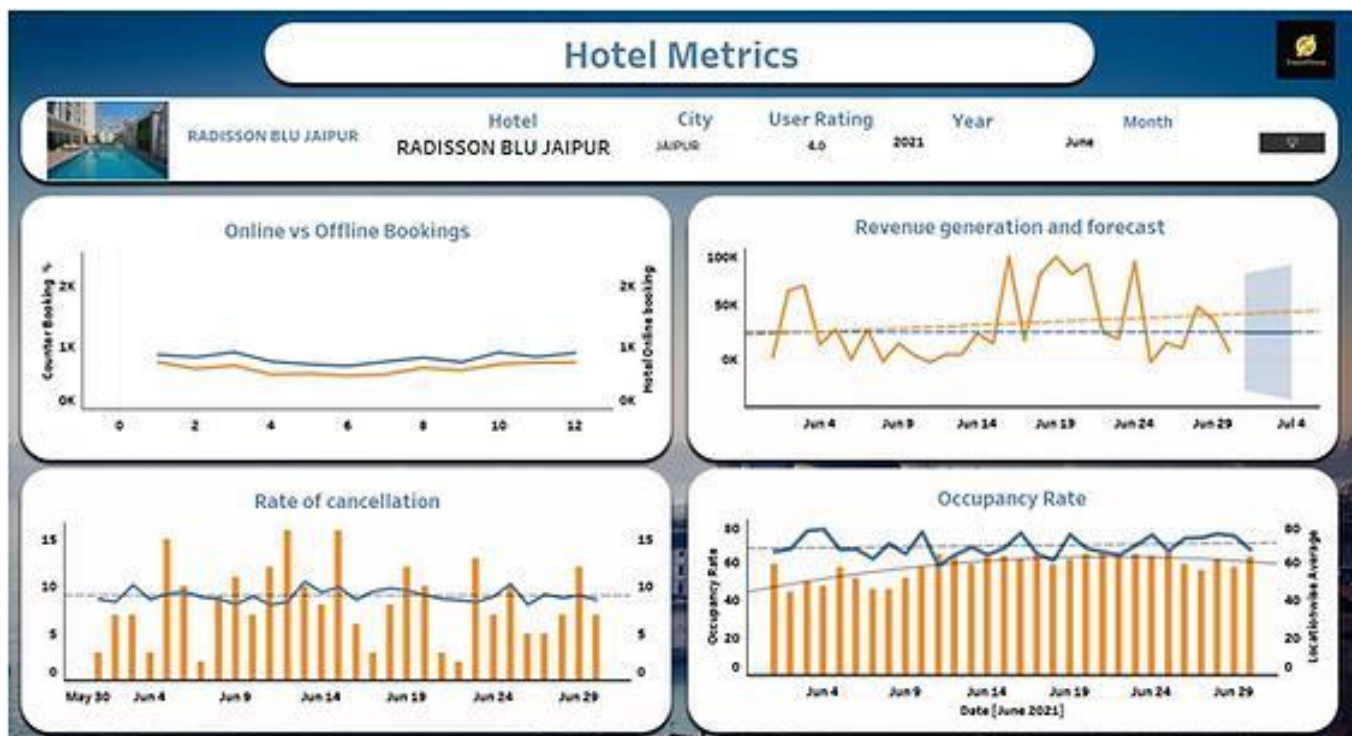 Hotel Metrics
RADISSON BLU JAIPUR
Hotel
RADISSON BLU JAIPUR
City
JAIPUR
User Rating
4.0
Year
2021
Month
June
Online vs Offline Bookings
Counter Booking %
2K
1K
0K
2K
1K
0K
Hotel Online booking
0 2 4 6 8 10 12
Revenue generation and forecast
100K
50K
0K
Jun 4 Jun 9 Jun 14 Jun 19 Jun 24 Jun 29 Jul 4
Rate of cancellation
15
10
5
0
15
10
5
0
May 30 Jun 4 Jun 9 Jun 14 Jun 19 Jun 24 Jun 29
Occupancy Rate
Occupancy Rate
80
60
40
20
0
80
60
40
20
0
Locationwise Average
Jun 4 Jun 9 Jun 14 Jun 19 Jun 24 Jun 29
Date [June 2021]